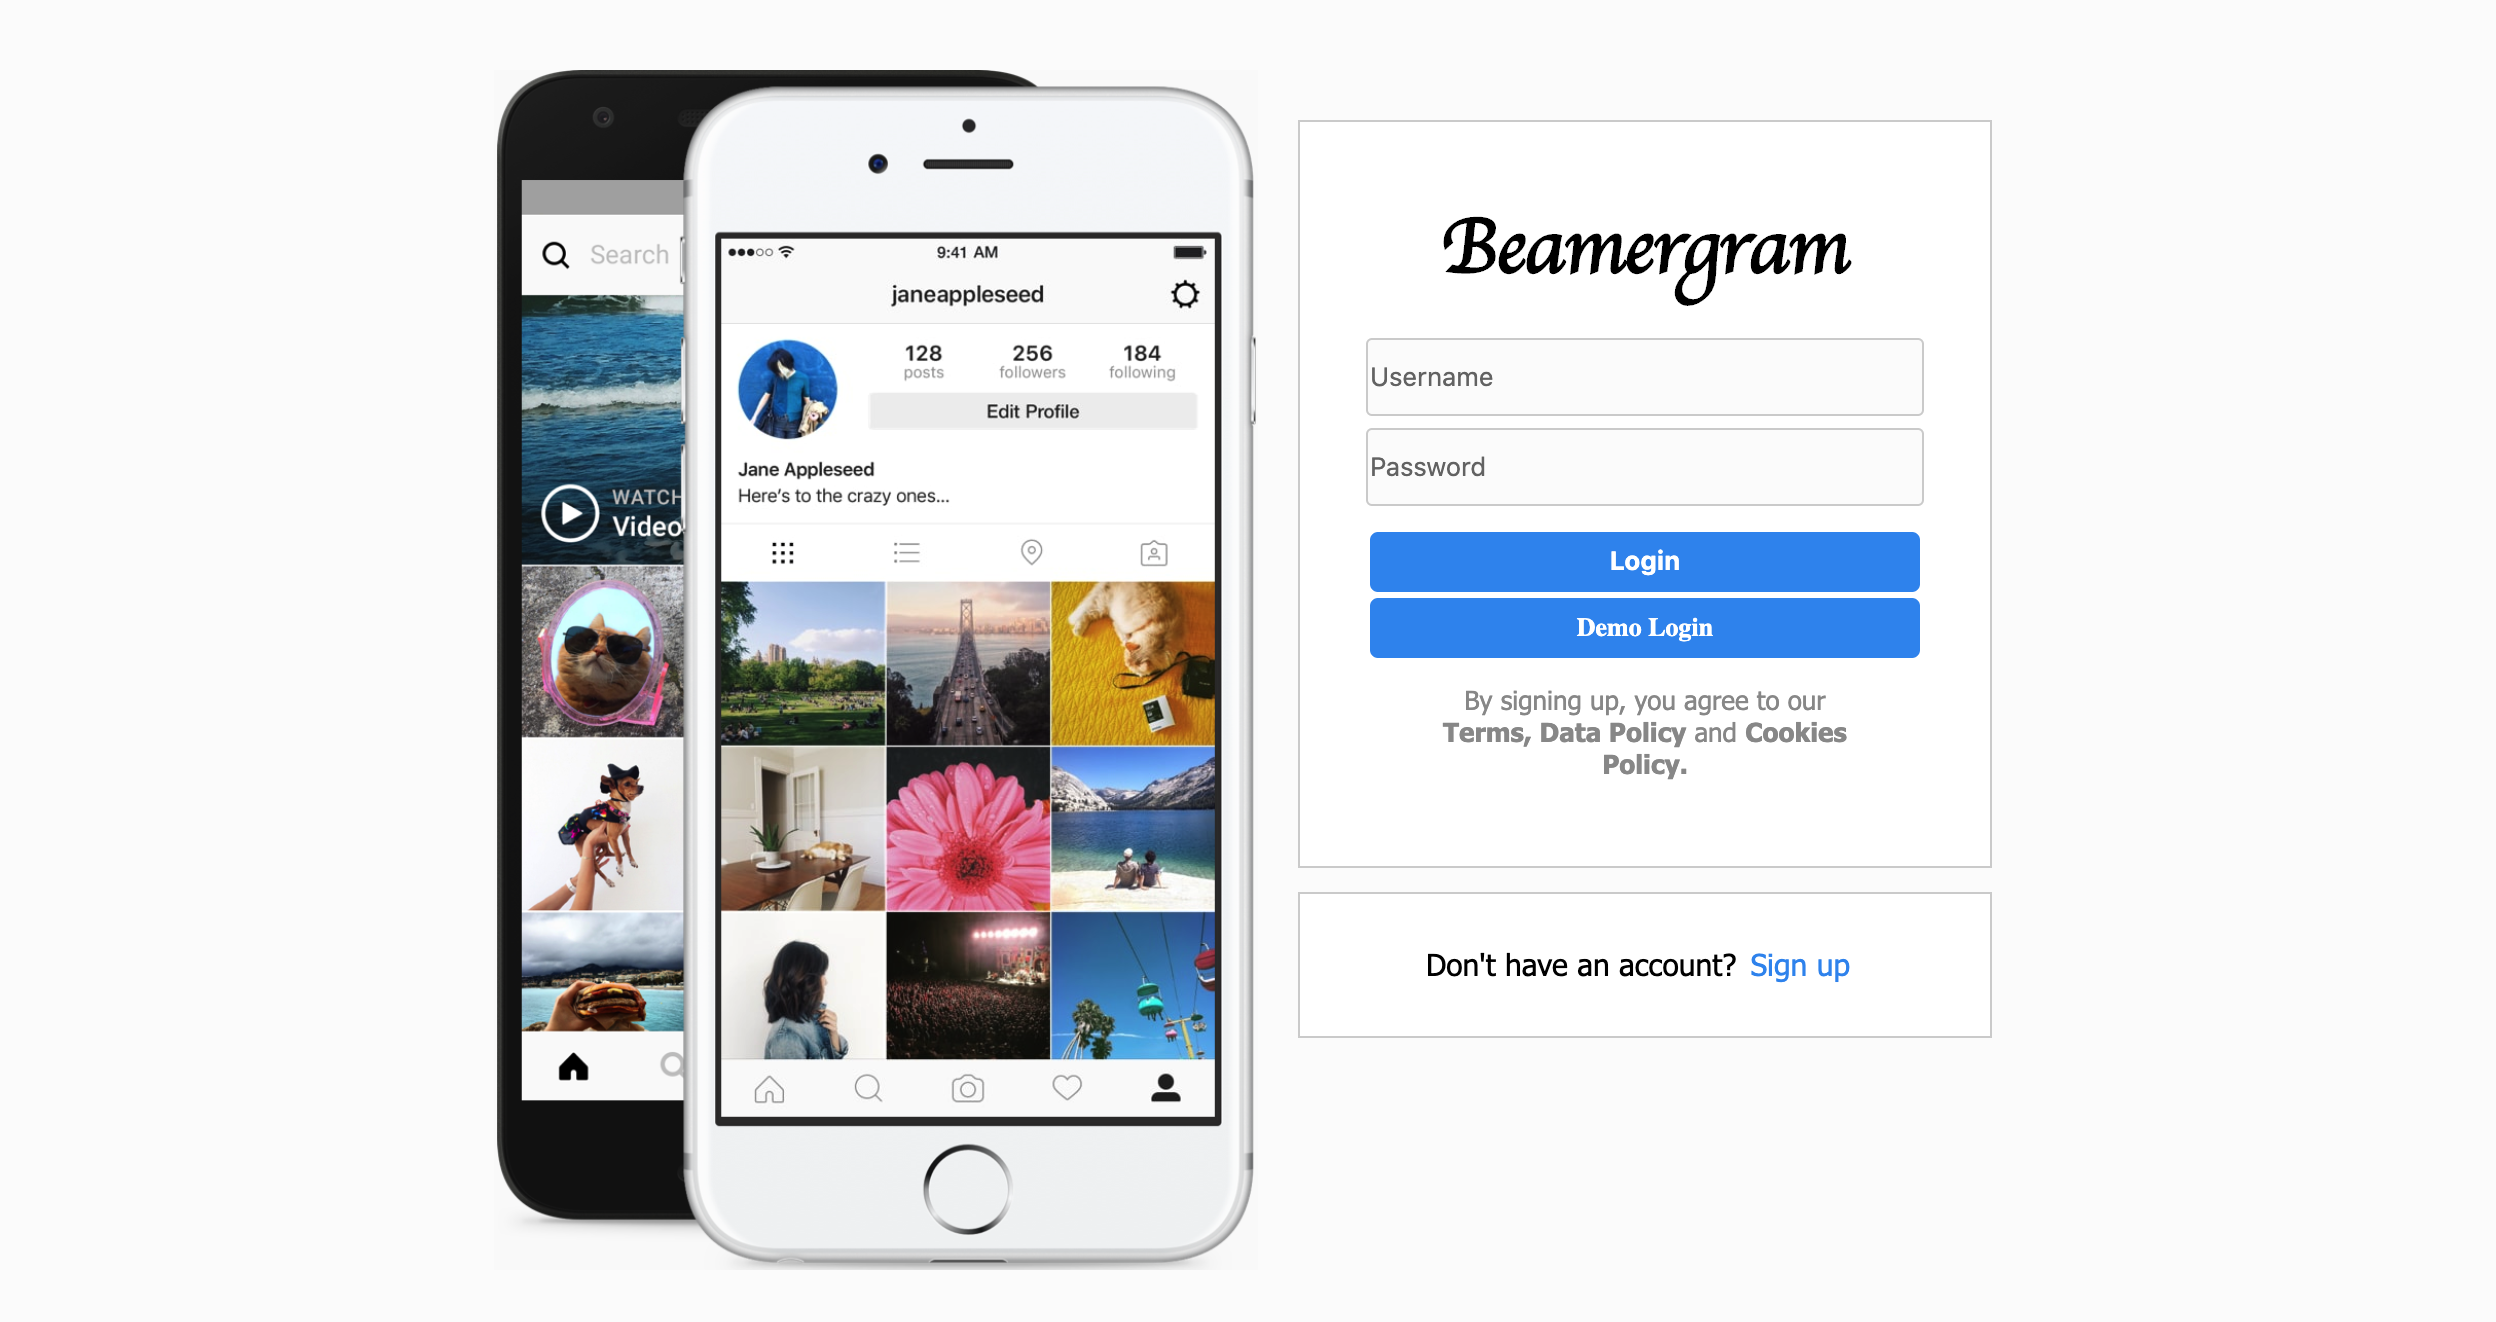 Search
WATCH
Video
9:41 AM
janeappleseed
128 256 184
posts followers following
Edit Profile
Jane Appleseed
Here's to the crazy ones...
Beamergram
Username
Password
Login
Demo Login
By signing up, you agree to our
Terms, Data Policy and Cookies
Policy.
Don't have an account? Sign up